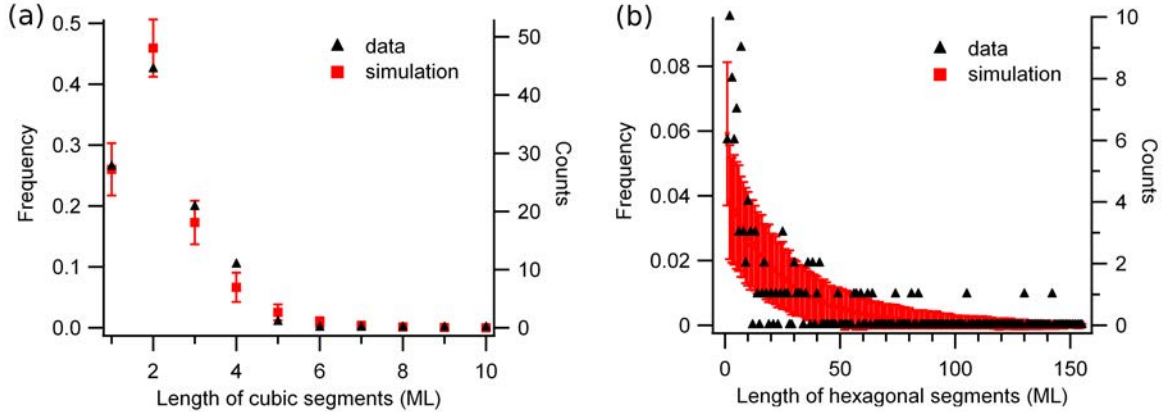 (a)
0.5
0.4
0.3
0.2
0.1
0.0
Frequency
data
simulation
50
40
30
20
10
0
Counts
2
4
6
8
10
Length of cubic segments (ML)
(b)
0.08
0.06
0.04
0.02
0
Frequency
data
simulation
10
8
6
4
2
0
Counts
0
50
100
150
Length of hexagonal segments (ML)